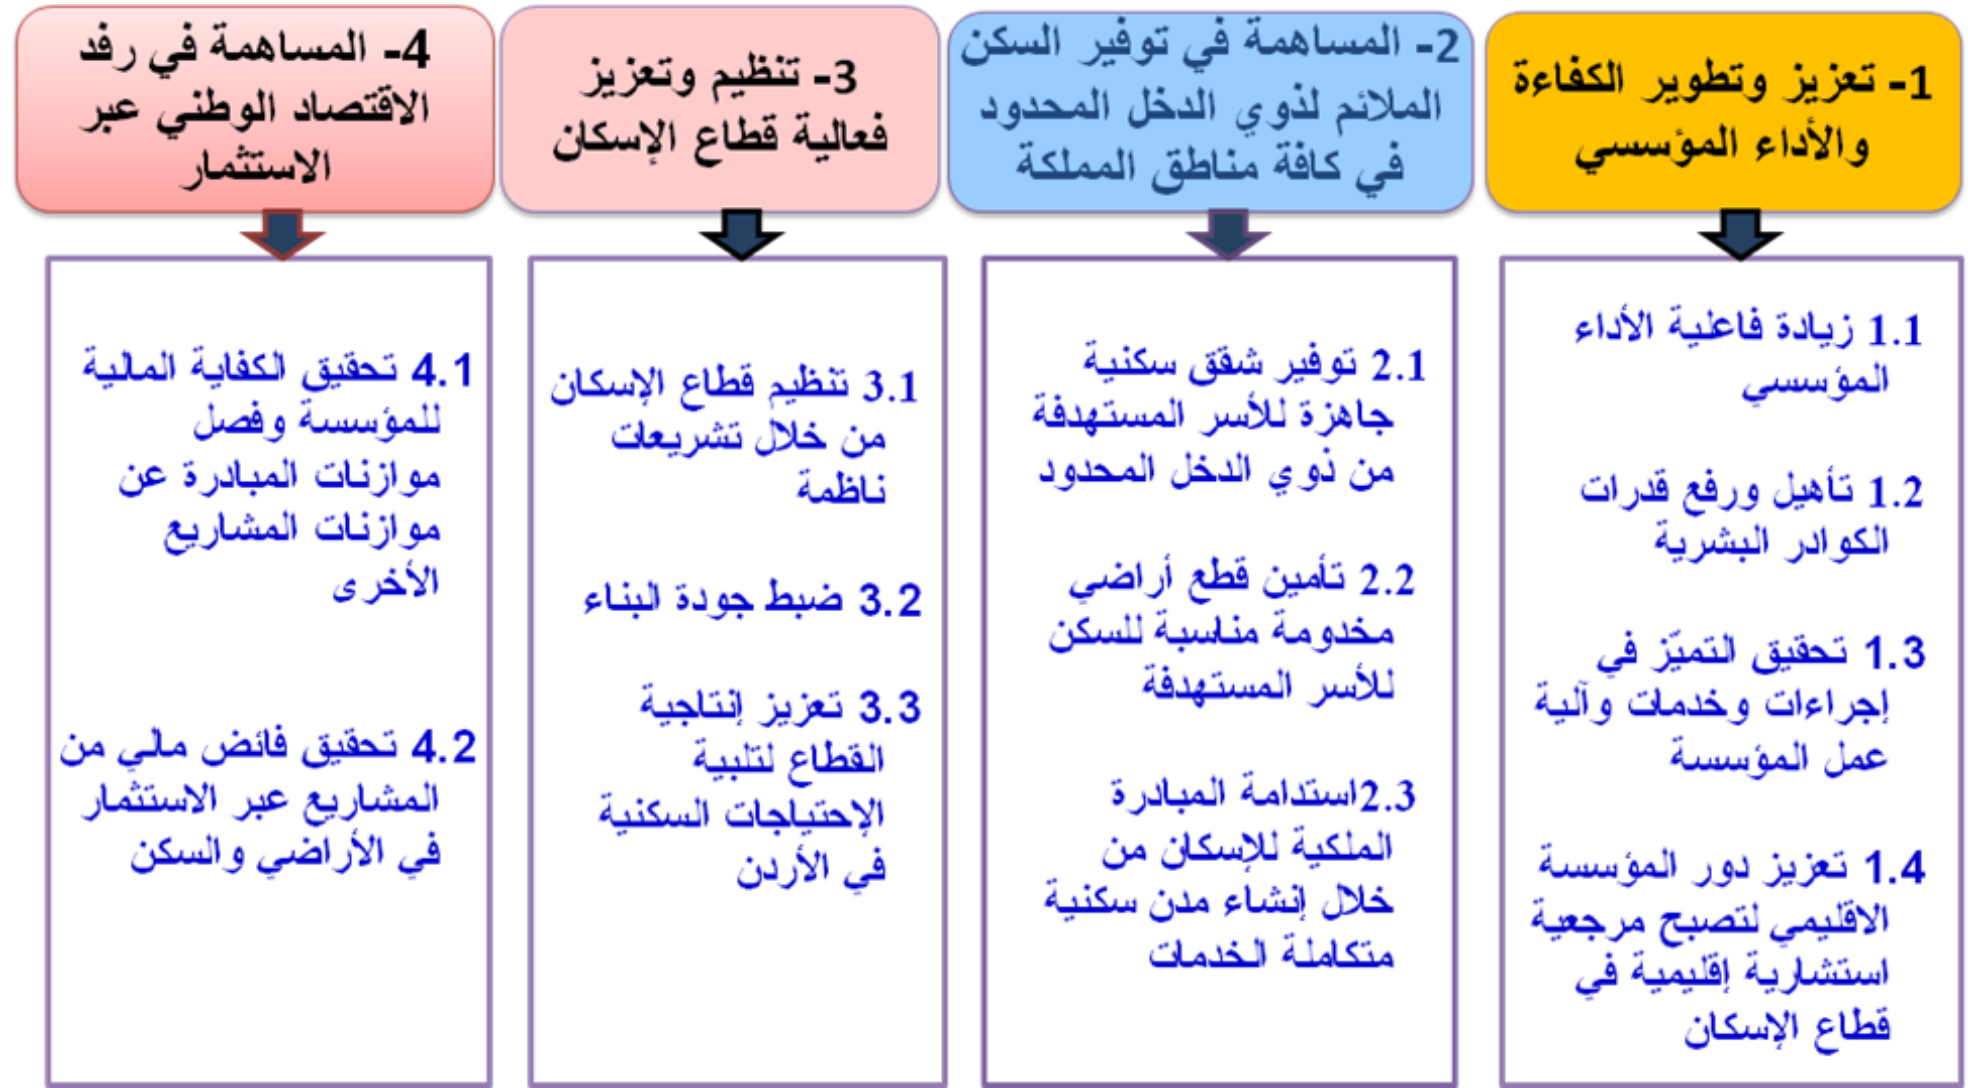 1- تعزيز وتطوير الكفاءة
والأداء المؤسسي
1.1 زيادة فاعلية الأداء
المؤسسي
1.2 تأهيل ورفع قدرات
الكوادر البشرية
1.3 تحقيق التميّز في
إجراءات وخدمات وآلية
عمل المؤسسة
1.4 تعزيز دور المؤسسة
الاقليمي لتصبح مرجعية
استشارية إقليمية في
قطاع الإسكان
2- المساهمة في توفير السكن
الملائم لذوي الدخل المحدود
في كافة مناطق المملكة
2.1 توفير شقق سكنية
جاهزة للأسر المستهدفة
من ذوي الدخل المحدود
2.2 تأمين قطع أراضي
مخدومة مناسبة للسكن
للأسر المستهدفة
2.3استدامة المبادرة
الملكية للإسكان من
خلال إنشاء مدن سكنية
متكاملة الخدمات
3- تنظيم وتعزيز
فعالية قطاع الإسكان
3.1 تنظيم قطاع الإسكان
من خلال تشريعات
ناظمة
3.2 ضبط جودة البناء
3.3 تعزيز إنتاجية
القطاع لتلبية
الإحتياجات السكنية
في الأردن
4- المساهمة في رفد
الاقتصاد الوطني عبر
الاستثمار
4.1 تحقيق الكفاية المالية
للمؤسسة وفصل
موازنات المبادرة عن
موازنات المشاريع
الأخرى
4.2 تحقيق فائض مالي من
المشاريع عبر الاستثمار
في الأراضي والسكن